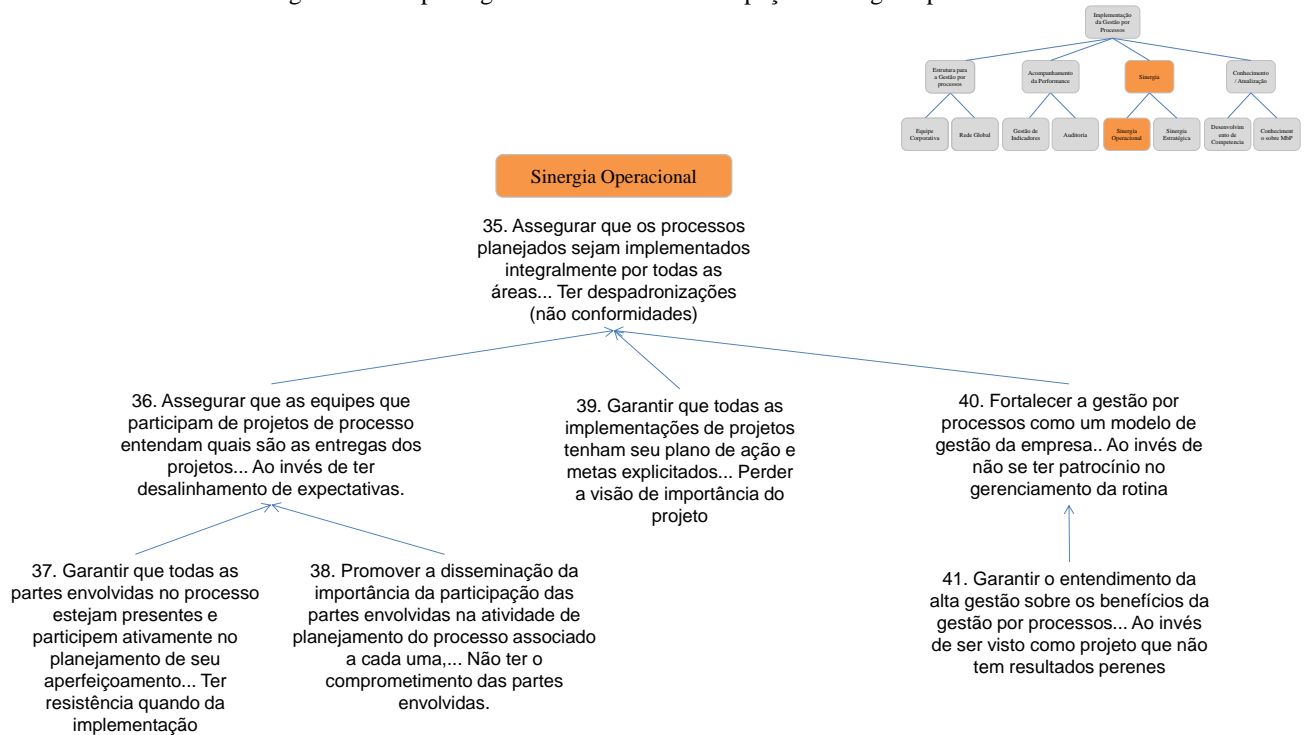 Implementação
da Gestão por
Processos
Estrutura para
a Gestão por
processos
Acompanhamento
da Performance
Sinergia
Conhecimento
/ Atualização
Equipe
Corporativa
Rede Global
Gestão de
Indicadores
Auditoria
Sinergia
Operacional
Sinergia
Estratégica
Desenvolvim
ento de
Competencia
Conheciment
o sobre MbP
Sinergia Operacional
35. Assegurar que os processos
planejados sejam implementados
integralmente por todas as
áreas... Ter despadronizações
(não conformidades)
36. Assegurar que as equipes que
participam de projetos de processo
entendam quais são as entregas dos
projetos... Ao invés de ter
desalinhamento de expectativas.
39. Garantir que todas as
implementações de projetos
tenham seu plano de ação e
metas explicitados... Perder
a visão de importância do
projeto
40. Fortalecer a gestão por
processos como um modelo de
gestão da empresa.. Ao invés de
não se ter patrocínio no
gerenciamento da rotina
37. Garantir que todas as
partes envolvidas no processo
estejam presentes e
participem ativamente no
planejamento de seu
aperfeiçoamento... Ter
resistência quando da
implementação
38. Promover a disseminação da
importância da participação das
partes envolvidas na atividade de
planejamento do processo associado
a cada uma,... Não ter o
comprometimento das partes
envolvidas.
41. Garantir o entendimento da
alta gestão sobre os benefícios da
gestão por processos... Ao invés
de ser visto como projeto que não
tem resultados perenes